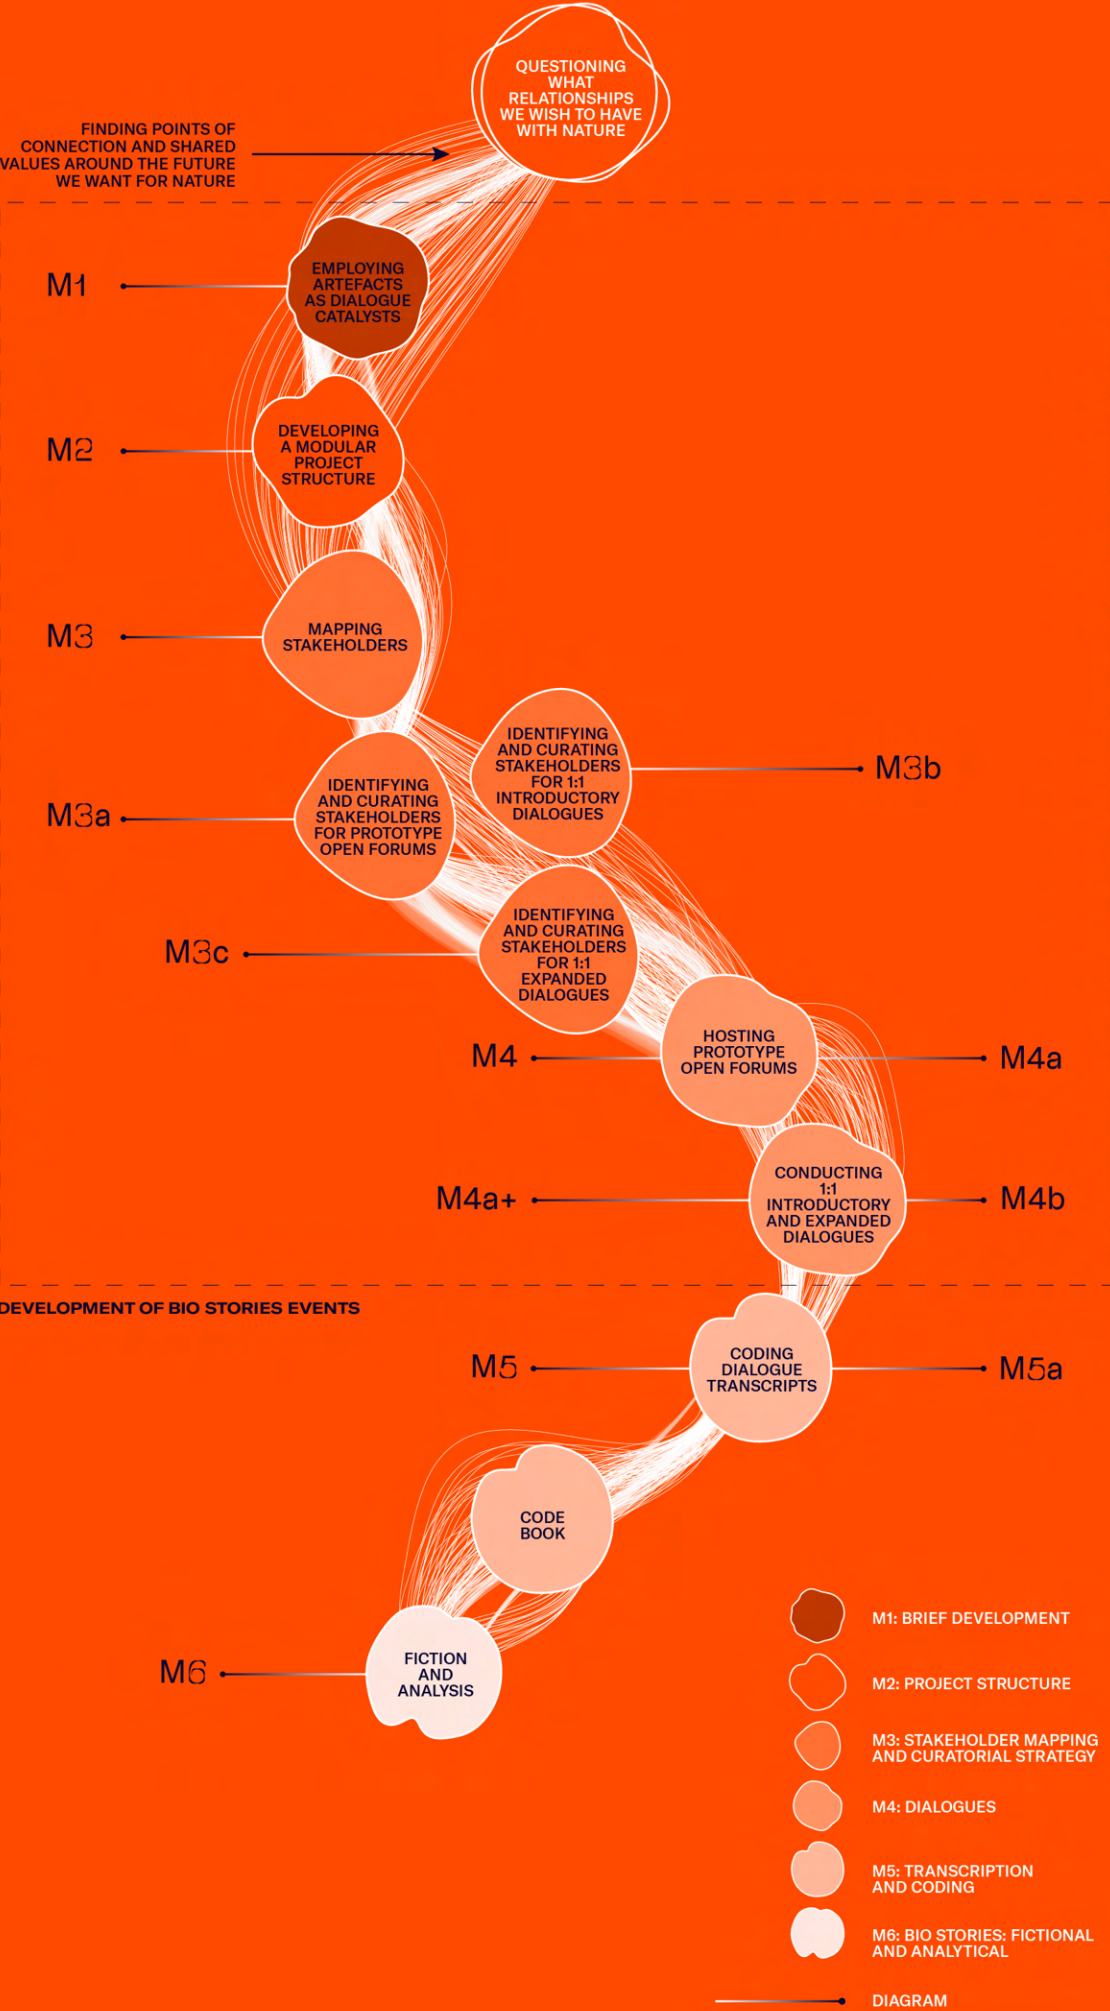 QUESTIONING
WHAT
RELATIONSHIPS
WE WISH TO HAVE
WITH NATURE
FINDING POINTS OF
CONNECTION AND SHARED
VALUES AROUND THE FUTURE
WE WANT FOR NATURE
M1
EMPLOYING
ARTEFACTS
AS DIALOGUE
CATALYSTS
M2
DEVELOPING
A MODULAR
PROJECT
STRUCTURE
M3
MAPPING
STAKEHOLDERS
IDENTIFYING
AND CURATING
STAKEHOLDERS
FOR 1:1
INTRODUCTORY
DIALOGUES
M3b
M3a
IDENTIFYING
AND CURATING
STAKEHOLDERS
FOR PROTOTYPE
OPEN FORUMS
M3c
IDENTIFYING
AND CURATING
STAKEHOLDERS
FOR 1:1
EXPANDED
DIALOGUES
M4
HOSTING
PROTOTYPE
OPEN FORUMS
M4a
M4a+
CONDUCTING
1:1
INTRODUCTORY
AND EXPANDED
DIALOGUES
M4b
DEVELOPMENT OF BIO STORIES EVENTS
M5
CODING
DIALOGUE
TRANSCRIPTS
M5a
CODE
BOOK
M6
FICTION
AND
ANALYSIS
M1: BRIEF DEVELOPMENT
M2: PROJECT STRUCTURE
M3: STAKEHOLDER MAPPING
AND CURATORIAL STRATEGY
M4: DIALOGUES
M5: TRANSCRIPTION
AND CODING
M6: BIO STORIES: FICTIONAL
AND ANALYTICAL
DIAGRAM